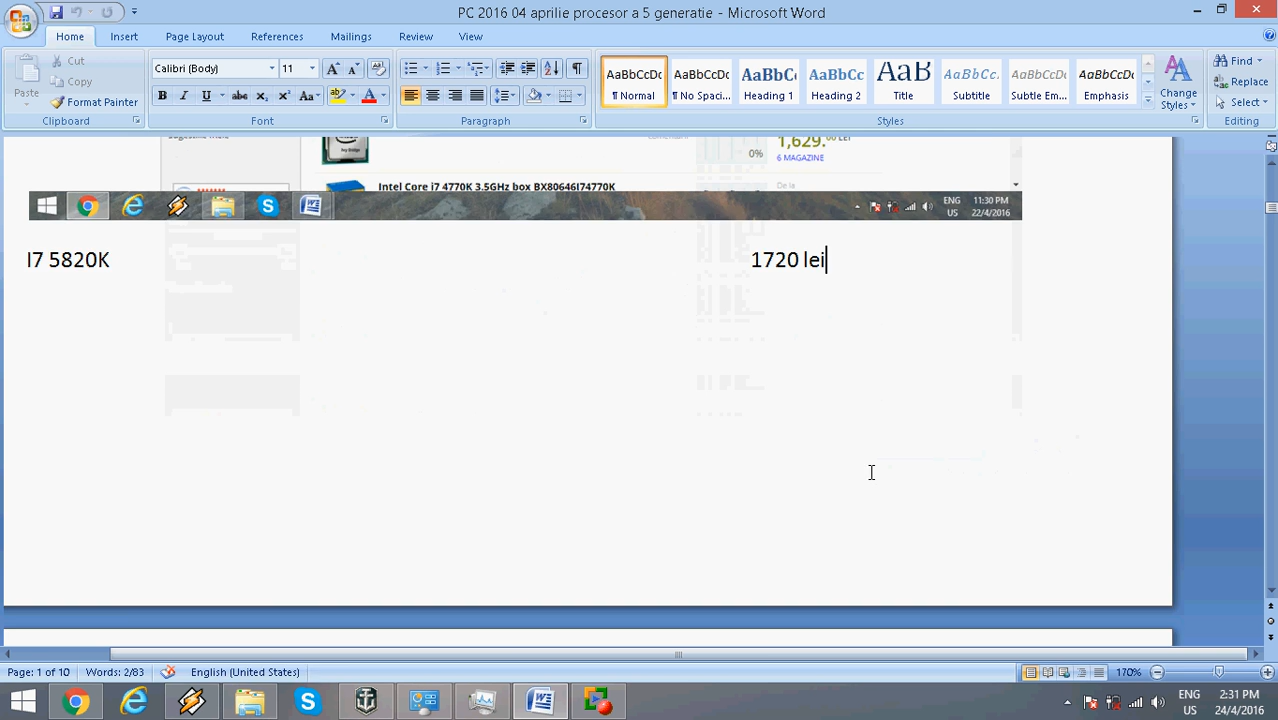 PC 2016 04 aprilie procesor a 5 generatie - Microsoft Word
Home Insert Page Layout References Mailings Review View
Paste
Cut
Copy
Format Painter
Clipboard
Calibri (Body) 11
Font
Paragraph
AaBbCcDc AaBbCcDc AaBbC( AaBbCc AaB AaBbCc. AaBbCcDc AaBbCcDc
¶ Normal ¶ No Spaci... Heading 1 Heading 2 Title Subtitle Subtle Em... Emphasis
Change Styles
Styles
Find
Replace
Select
Editing
0%
1,629.
6 MAGAZINE
Intel Core i7 4770K 3.5GHz box BX80646I74770K
De la
ENG US
11:30 PM
22/4/2016
I7 5820K 1720 lei
Page: 1 of 10 Words: 2/83 English (United States) 170%
ENG US
2:31 PM
24/4/2016